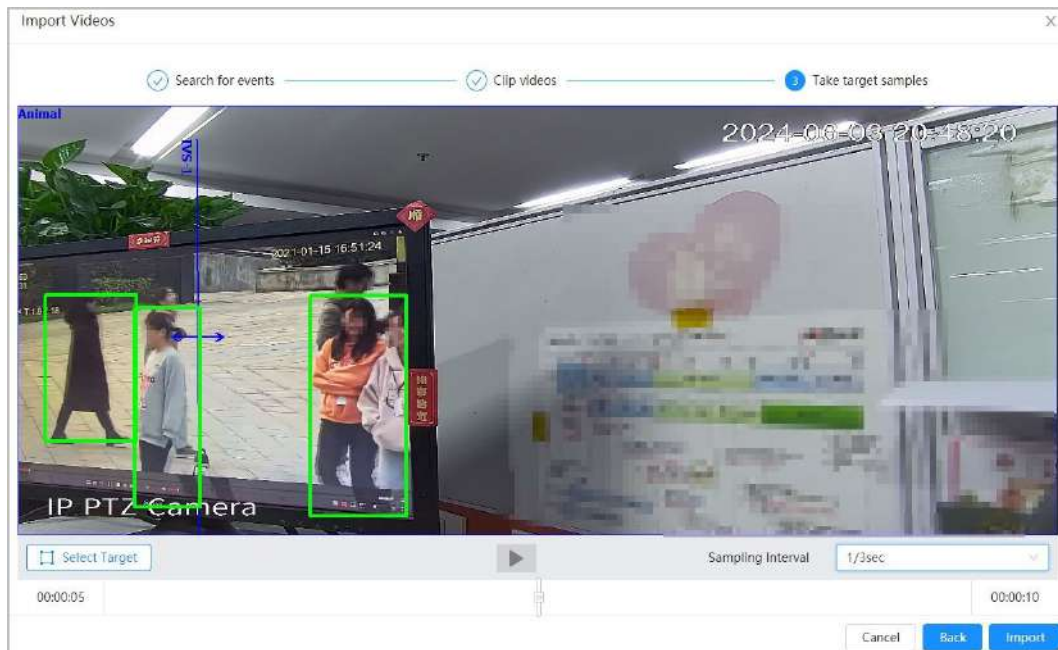 Import Videos
X
Search for events
Clip videos
3
Take target samples
Animal
2024-06-03 20:48:20
IVS-1
順
2021-01-15 16:51:24
IP PTZ Camera
Select Target
Sampling Interval
1/3sec
00:00:05
00:00:10
Cancel
Back
Import